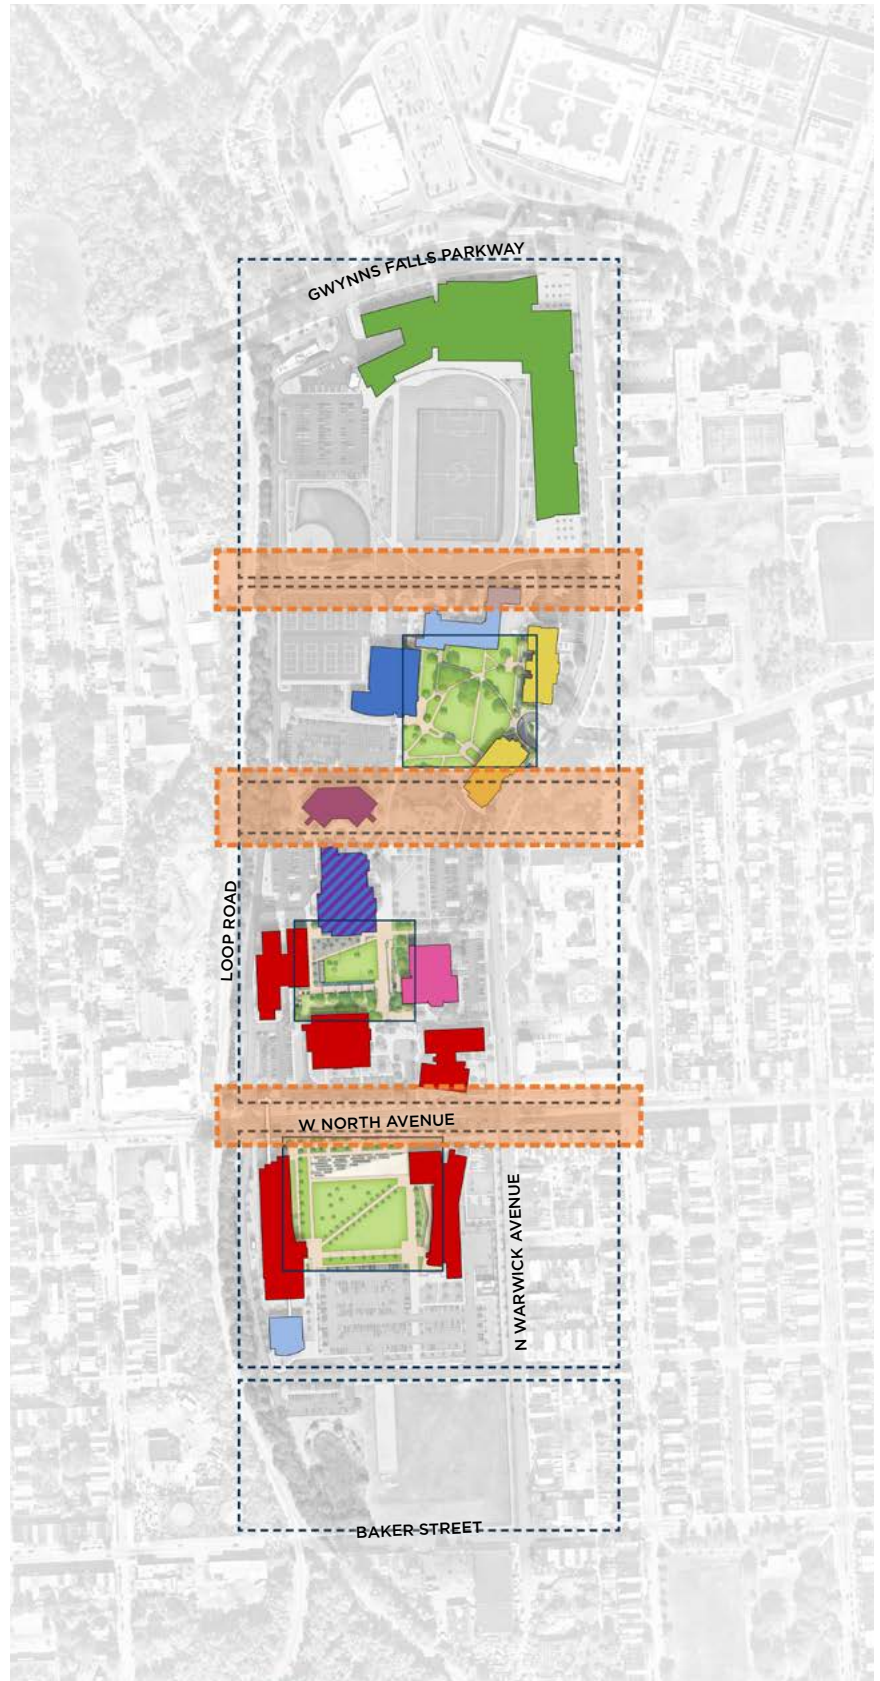 GWYNNS FALLS PARKWAY
LOOP ROAD
W NORTH AVENUE
N WARWICK AVENUE
BAKER STREET